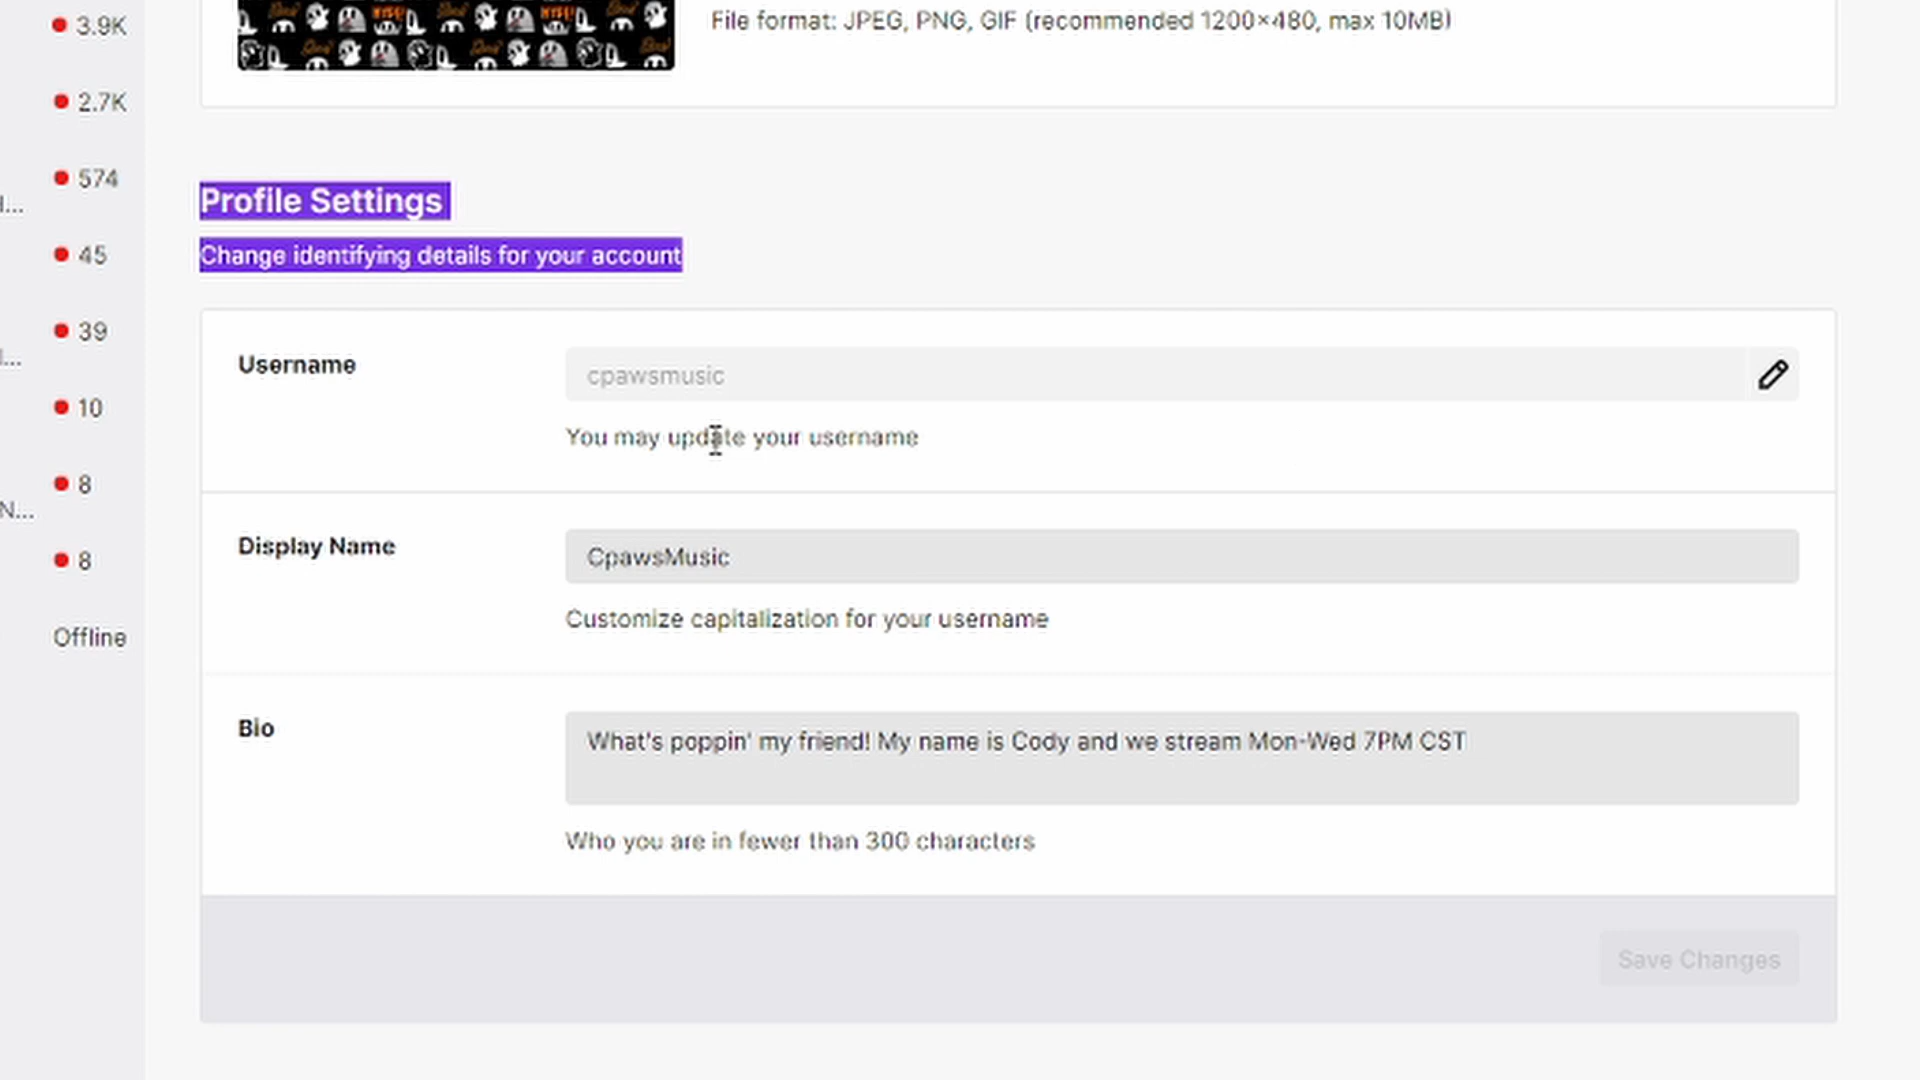 3.9K
2.7K
574
45
39
10
8
N...
8
Offline
File format: JPEG, PNG, GIF (recommended 1200×480, max 10MB)
Profile Settings
Change identifying details for your account
Username
cpawsmusic
You may update your username
Display Name
CpawsMusic
Customize capitalization for your username
Bio
What's poppin' my friend! My name is Cody and we stream Mon-Wed 7PM CST
Who you are in fewer than 300 characters
Save Changes